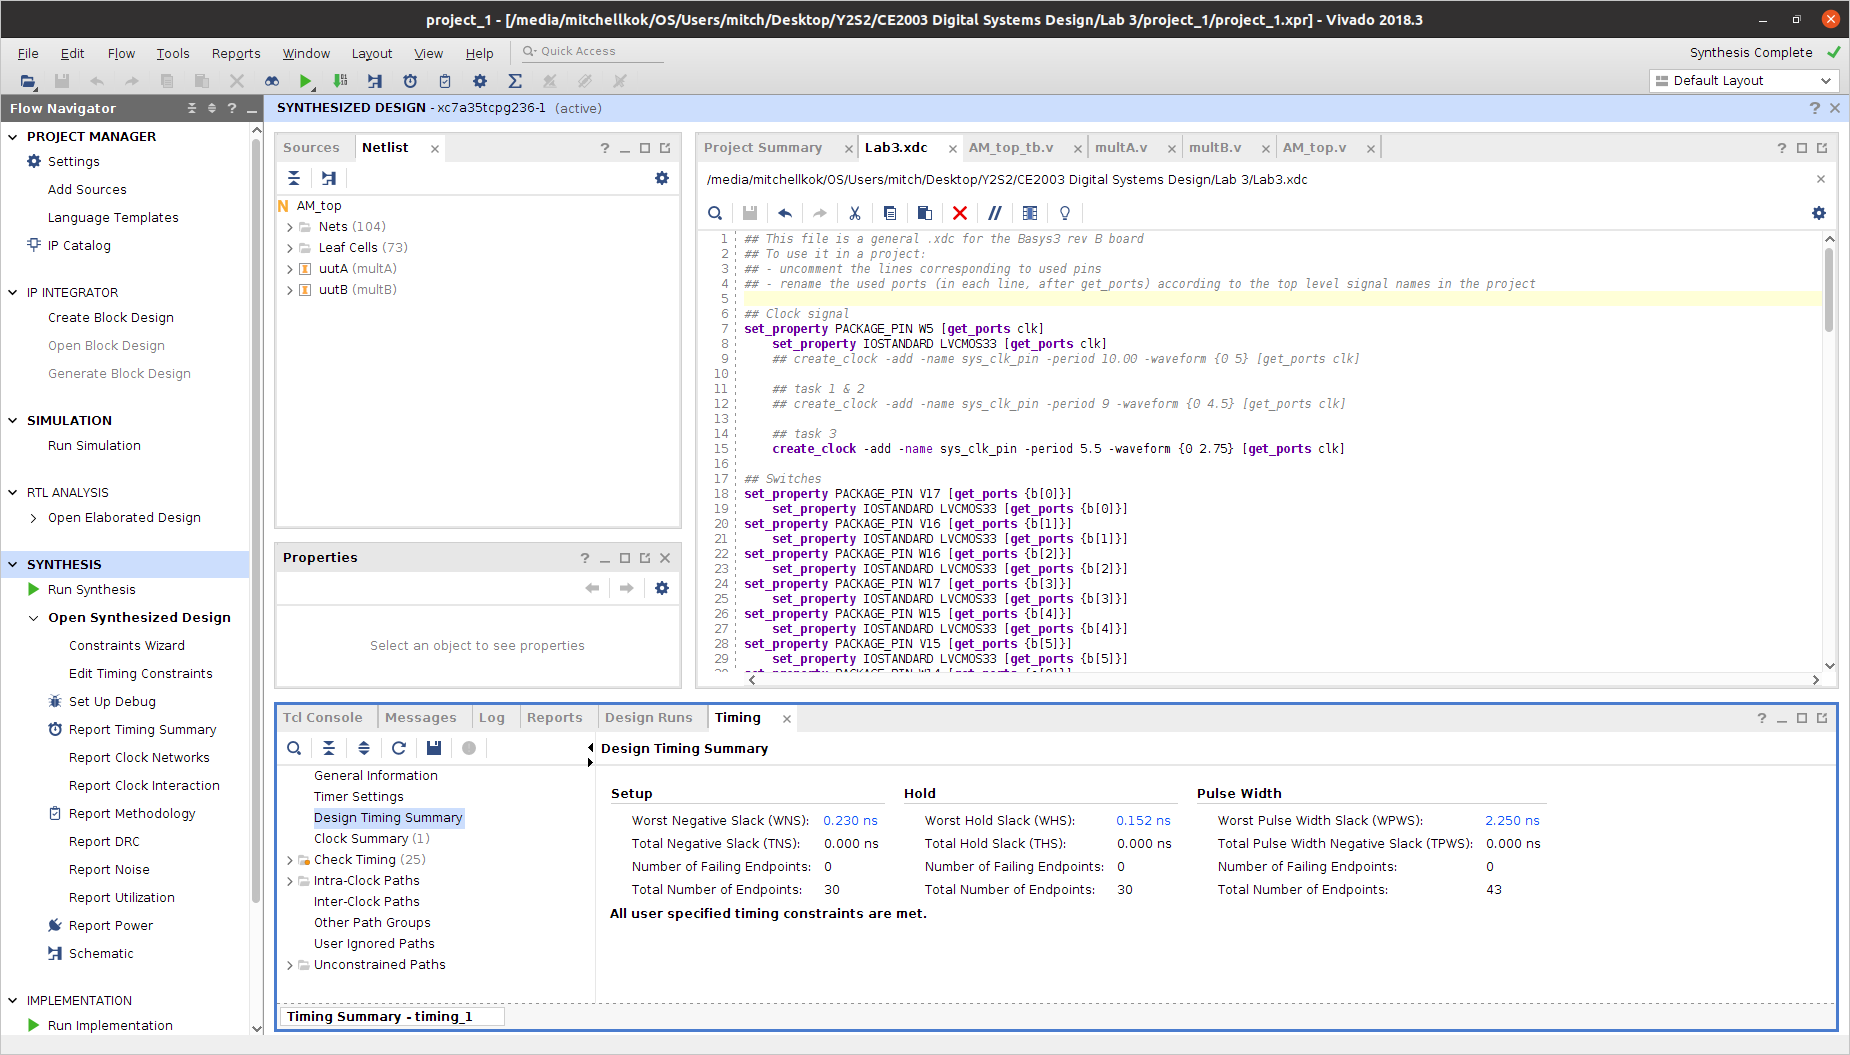 project_1 - [/media/mitchellkok/OS/Users/mitch/Desktop/Y2S2/CE2003 Digital Systems Design/Lab 3/project_1/project_1.xpr] - Vivado 2018.3
File Edit Flow Tools Reports Window Layout View Help Quick Access Synthesis Complete
Default Layout
Flow Navigator
PROJECT MANAGER
Settings
Add Sources
Language Templates
IP Catalog
IP INTEGRATOR
Create Block Design
Open Block Design
Generate Block Design
SIMULATION
Run Simulation
RTL ANALYSIS
Open Elaborated Design
SYNTHESIS
Run Synthesis
Open Synthesized Design
Constraints Wizard
Edit Timing Constraints
Set Up Debug
Report Timing Summary
Report Clock Networks
Report Clock Interaction
Report Methodology
Report DRC
Report Noise
Report Utilization
Report Power
Schematic
IMPLEMENTATION
Run Implementation
SYNTHESIZED DESIGN - xc7a35tcpg236-1 (active)
Sources Netlist
AM_top
Nets (104)
Leaf Cells (73)
uutA (multA)
uutB (multB)
Properties
Select an object to see properties
Project Summary Lab3.xdc AM_top_tb.v multA.v multB.v AM_top.v
/media/mitchellkok/OS/Users/mitch/Desktop/Y2S2/CE2003 Digital Systems Design/Lab 3/Lab3.xdc
1 ## This file is a general .xdc for the Basys3 rev B board
2 ## To use it in a project:
3 ## - uncomment the lines corresponding to used pins
4 ## - rename the used ports (in each line, after get_ports) according to the top level signal names in the project
5
6 ## Clock signal
7 set_property PACKAGE_PIN W5 [get_ports clk]
8 set_property IOSTANDARD LVCMOS33 [get_ports clk]
9 ## create_clock -add -name sys_clk_pin -period 10.00 -waveform {0 5} [get_ports clk]
10
11 ## task 1 & 2
12 ## create_clock -add -name sys_clk_pin -period 9 -waveform {0 4.5} [get_ports clk]
13
14 ## task 3
15 create_clock -add -name sys_clk_pin -period 5.5 -waveform {0 2.75} [get_ports clk]
16
17 ## Switches
18 set_property PACKAGE_PIN V17 [get_ports {b[0]}]
19 set_property IOSTANDARD LVCMOS33 [get_ports {b[0]}]
20 set_property PACKAGE_PIN V16 [get_ports {b[1]}]
21 set_property IOSTANDARD LVCMOS33 [get_ports {b[1]}]
22 set_property PACKAGE_PIN W16 [get_ports {b[2]}]
23 set_property IOSTANDARD LVCMOS33 [get_ports {b[2]}]
24 set_property PACKAGE_PIN W17 [get_ports {b[3]}]
25 set_property IOSTANDARD LVCMOS33 [get_ports {b[3]}]
26 set_property PACKAGE_PIN W15 [get_ports {b[4]}]
27 set_property IOSTANDARD LVCMOS33 [get_ports {b[4]}]
28 set_property PACKAGE_PIN V15 [get_ports {b[5]}]
29 set_property IOSTANDARD LVCMOS33 [get_ports {b[5]}]
Tcl Console Messages Log Reports Design Runs Timing
General Information
Timer Settings
Design Timing Summary
Clock Summary (1)
Check Timing (25)
Intra-Clock Paths
Inter-Clock Paths
Other Path Groups
User Ignored Paths
Unconstrained Paths
Design Timing Summary
Setup Hold Pulse Width
Worst Negative Slack (WNS): 0.230 ns Worst Hold Slack (WHS): 0.152 ns Worst Pulse Width Slack (WPWS): 2.250 ns
Total Negative Slack (TNS): 0.000 ns Total Hold Slack (THS): 0.000 ns Total Pulse Width Negative Slack (TPWS): 0.000 ns
Number of Failing Endpoints: 0 Number of Failing Endpoints: 0 Number of Failing Endpoints: 0
Total Number of Endpoints: 30 Total Number of Endpoints: 30 Total Number of Endpoints: 43
All user specified timing constraints are met.
Timing Summary - timing_1